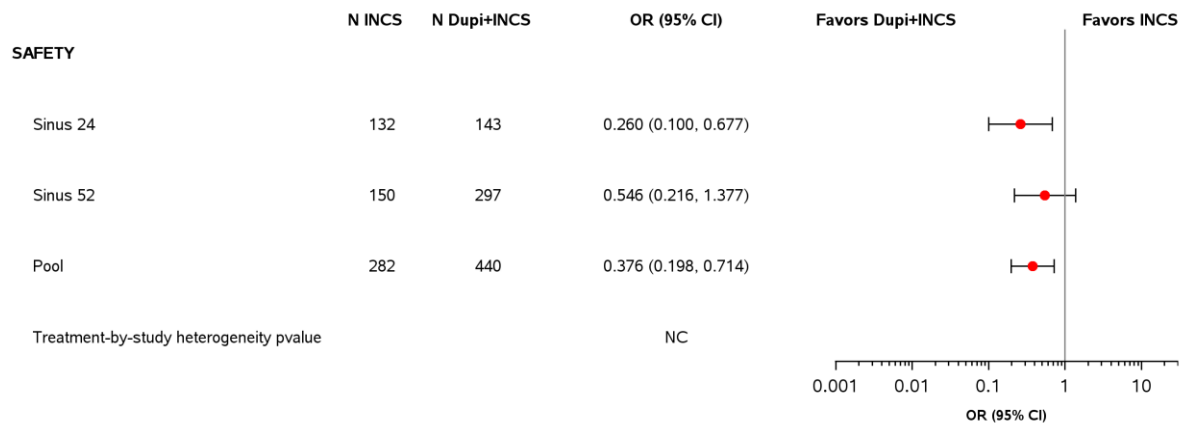 N INCS N Dupi+INCS OR (95% CI) Favors Dupi+INCS Favors INCS
SAFETY
Sinus 24 132 143 0.260 (0.100, 0.677)
Sinus 52 150 297 0.546 (0.216, 1.377)
Pool 282 440 0.376 (0.198, 0.714)
Treatment-by-study heterogeneity pvalue NC
0.001 0.01 0.1 1 10
OR (95% CI)